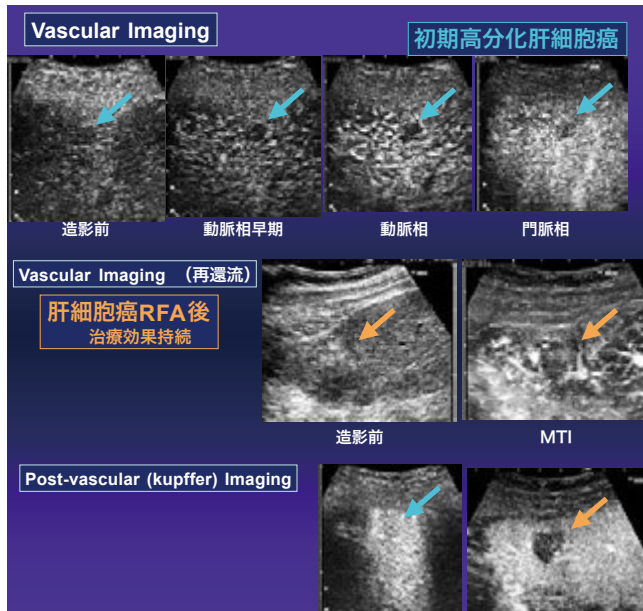 Vascular Imaging
初期高分化肝細胞癌
造影前
動脈相早期
動脈相
門脈相
Vascular Imaging （再還流）
肝細胞癌RFA後
治療効果持続
造影前
MTI
Post-vascular (kupffer) Imaging